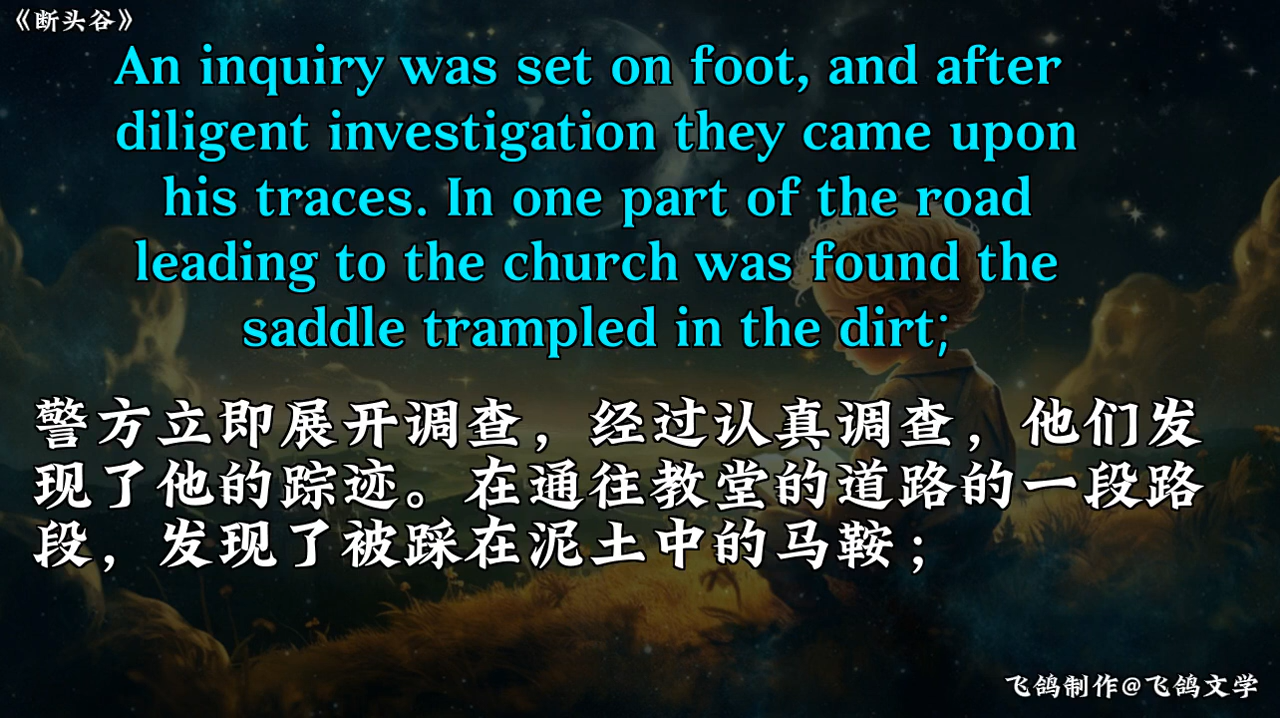 《断头谷》
An inquiry was set on foot, and after
diligent investigation they came upon
his traces. In one part of the road
leading to the church was found the
saddle trampled in the dirt;
警方立即展开调查，经过认真调查，他们发
现了他的踪迹。在通往教堂的道路的一段路
段，发现了被踩在泥土中的马鞍；
飞鸽制作@飞鸽文学